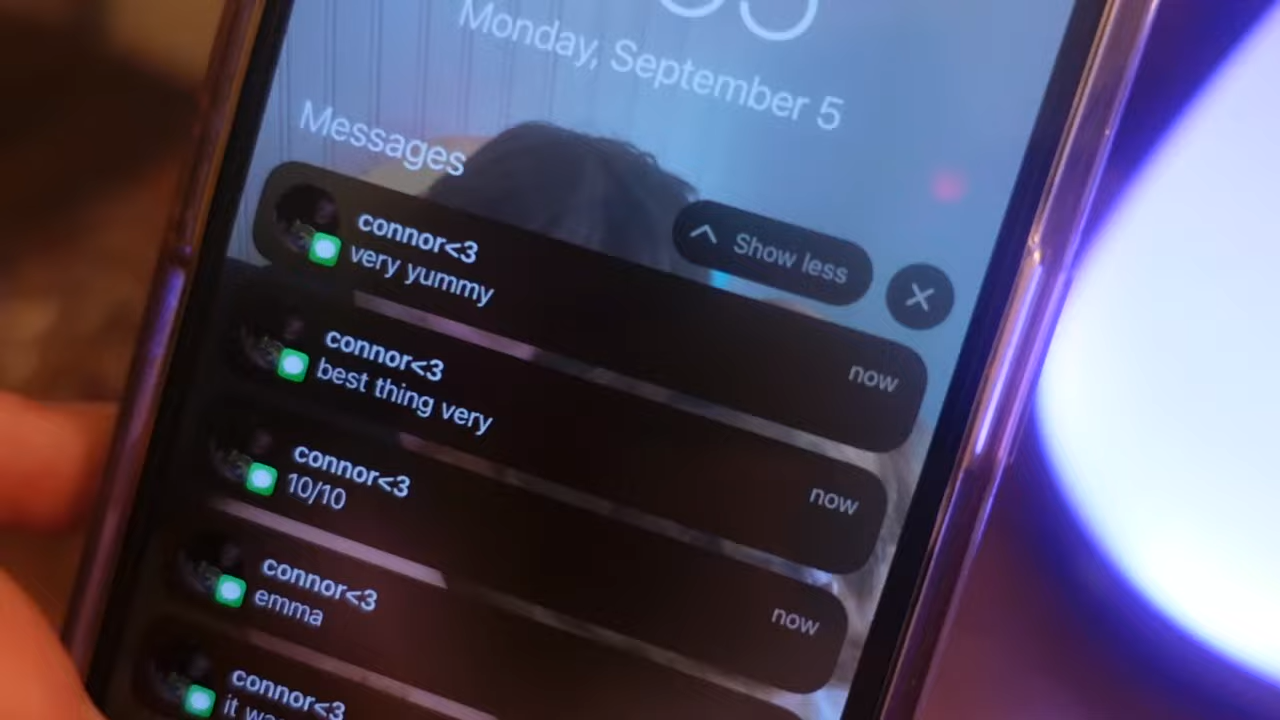 Monday, September 5
Messages
Show less
connor<3
very yummy
now
connor<3
best thing very
now
connor<3
10/10
now
connor<3
emma
connor<3
it